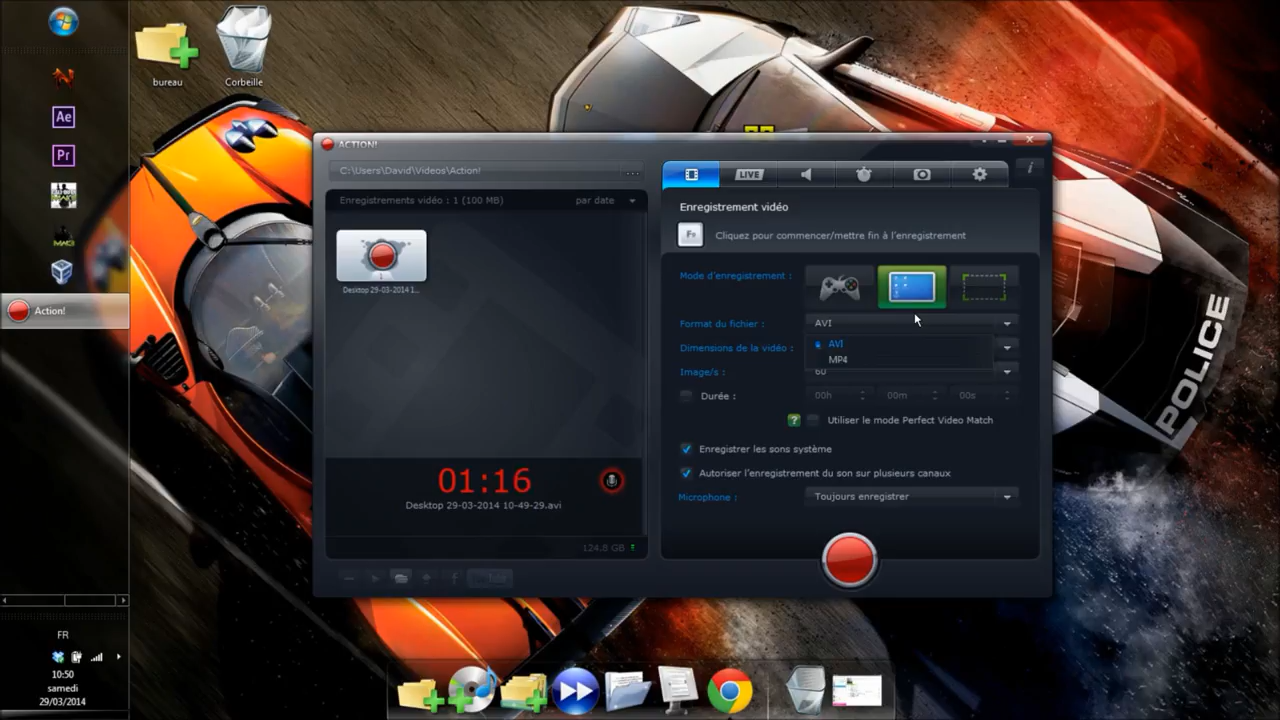 bureau
Corbeille
Ae
Pr
Action!
FR
10:50
samedi
29/03/2014
ACTION!
C:\Users\David\Videos\Action!
...
Enregistrements vidéo : 1 (100 MB)
par date
Desktop 29-03-2014 1...
01:16
Desktop 29-03-2014 10-49-29.avi
124.8 GB
LIVE
i
Enregistrement vidéo
F9
Cliquez pour commencer/mettre fin à l'enregistrement
Mode d'enregistrement :
Format du fichier :
AVI
AVI
MP4
Dimensions de la vidéo :
Image/s :
60
Durée :
00h
00m
00s
?
Utiliser le mode Perfect Video Match
Enregistrer les sons système
Autoriser l'enregistrement du son sur plusieurs canaux
Microphone :
Toujours enregistrer
POLICE